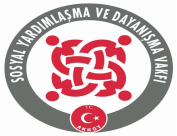 SOSYAL YARDIMLAŞMA VE DAYANIŞMA VAKFI
T.C
AKKÖY